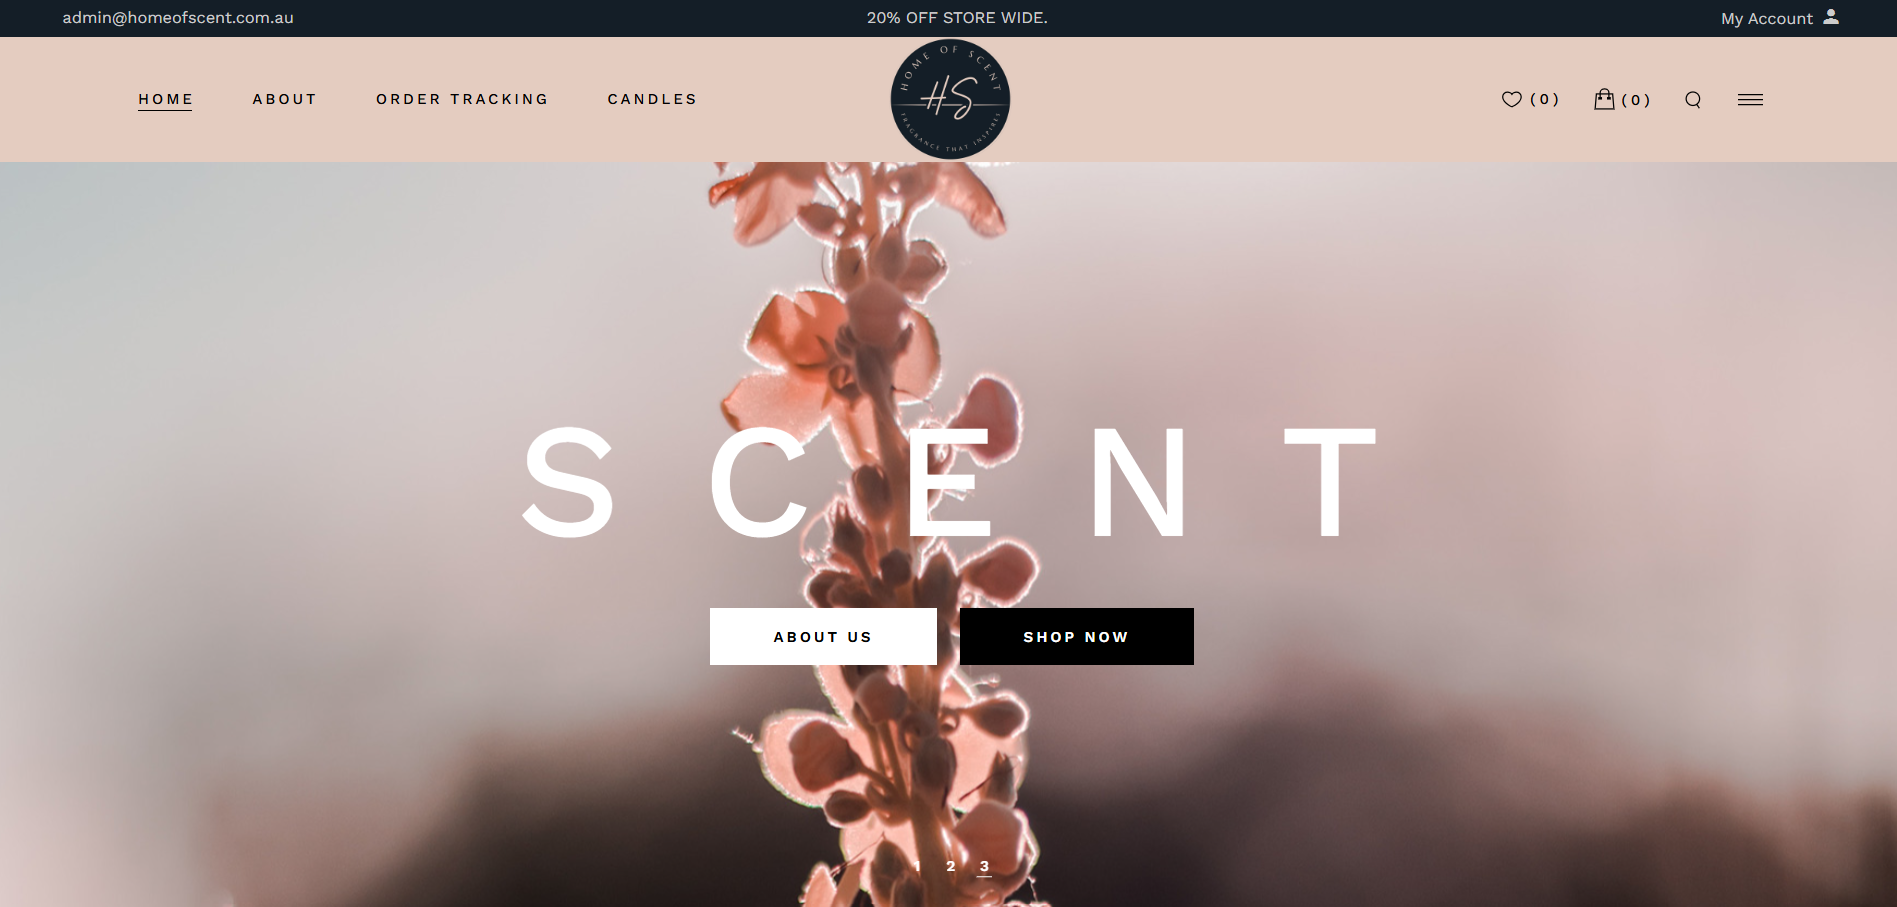 admin@homeofscent.com.au
20% OFF STORE WIDE.
My Account
HOME
ABOUT
ORDER TRACKING
CANDLES
HOME OF SCENT
HS
FRAGRANCE THAT INSPIRES
(0)
(0)
SCENT
ABOUT US
SHOP NOW
1 2 3